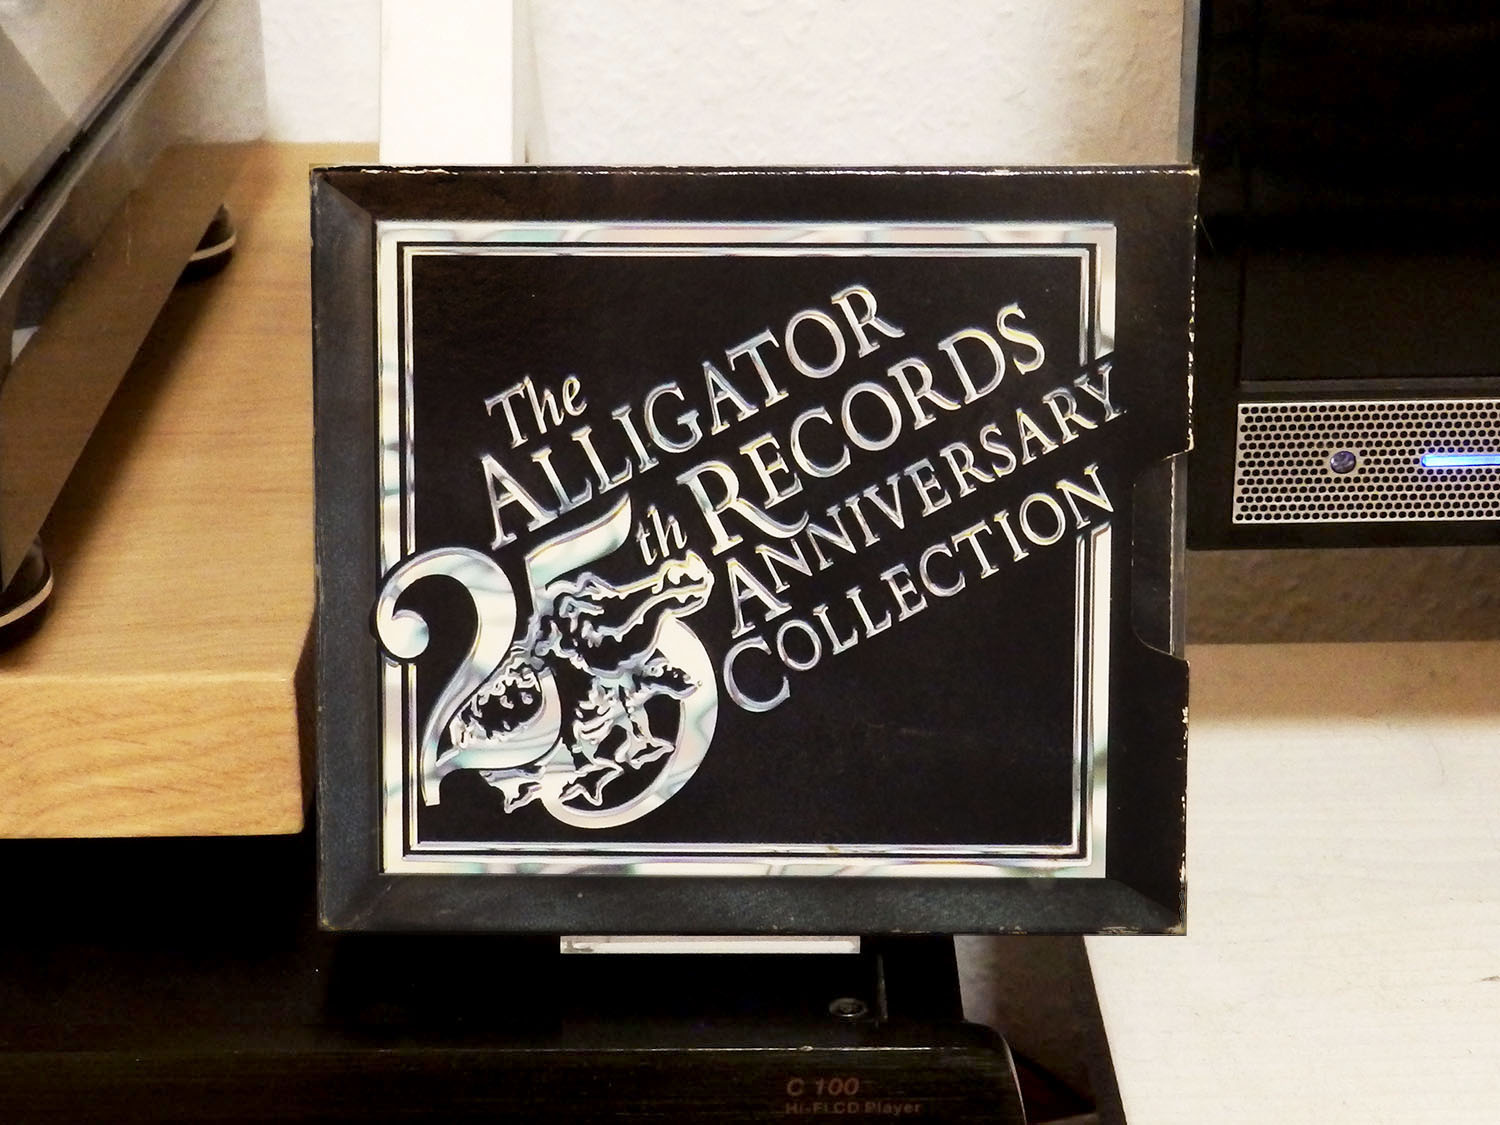 The
ALLIGATOR
RECORDS
25th
ANNIVERSARY
COLLECTION
C 100
Hi-Fi CD Player